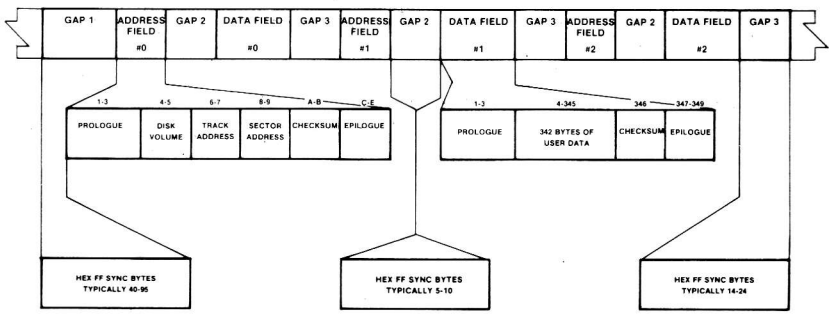 GAP 1
ADDRESS
FIELD
#0
GAP 2
DATA FIELD
#0
GAP 3
ADDRESS
FIELD
#1
GAP 2
DATA FIELD
#1
GAP 3
ADDRESS
FIELD
#2
GAP 2
DATA FIELD
#2
GAP 3
1-3
4-5
6-7
8-9
A-B
C-E
PROLOGUE
DISK
VOLUME
TRACK
ADDRESS
SECTOR
ADDRESS
CHECKSUM
EPILOGUE
1-3
4-345
346
347-349
PROLOGUE
342 BYTES OF
USER DATA
CHECKSUM
EPILOGUE
HEX FF SYNC BYTES
TYPICALLY 40-95
HEX FF SYNC BYTES
TYPICALLY 5-10
HEX FF SYNC BYTES
TYPICALLY 14-24